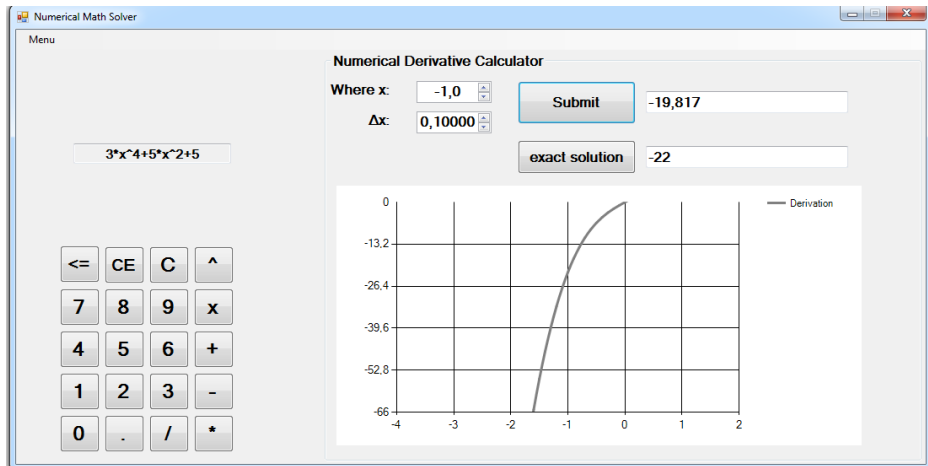 Numerical Math Solver
Menu
Numerical Derivative Calculator
Where x:
-1,0
Submit
-19,817
Δx:
0,10000
3*x^4+5*x^2+5
exact solution
-22
Derivation
0
-13,2
-26,4
-39,6
-52,8
-66
-4 -3 -2 -1 0 1 2
<= CE C ^
7 8 9 x
4 5 6 +
1 2 3 -
0 . / *